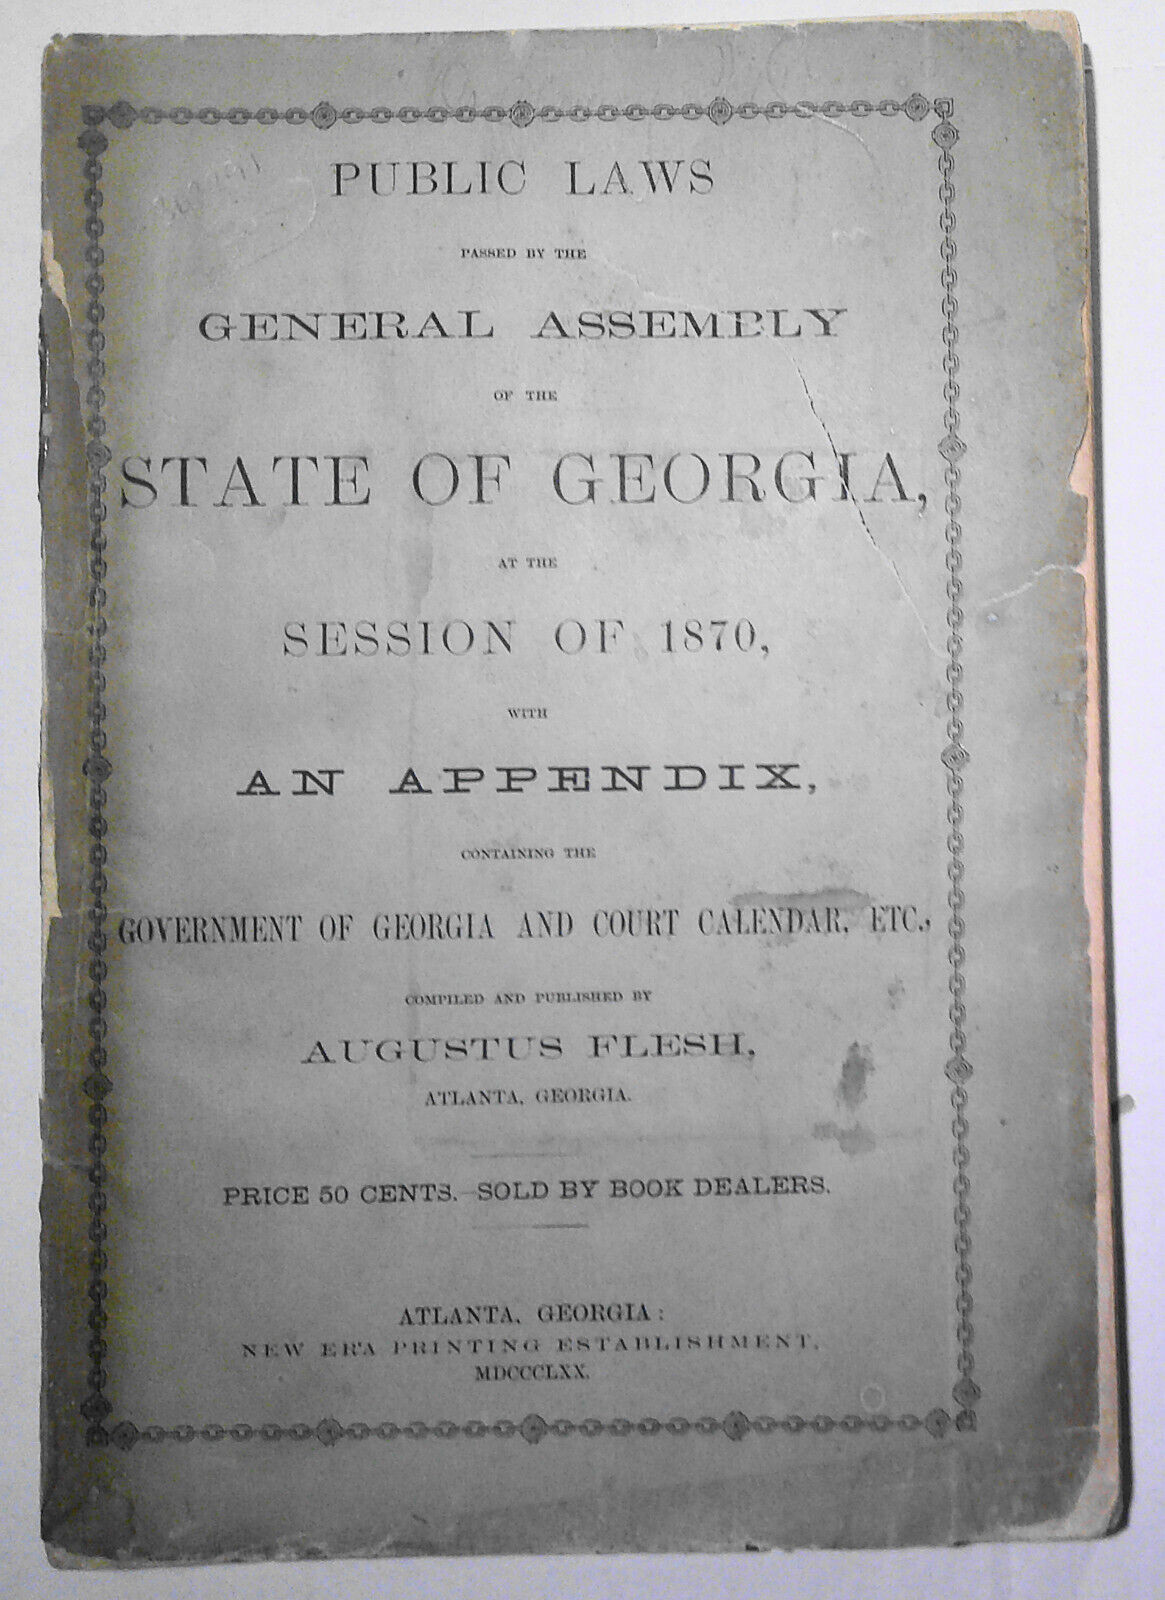 PUBLIC LAWS
PASSED BY THE
GENERAL ASSEMBLY
OF THE
STATE OF GEORGIA,
AT THE
SESSION OF 1870,
WITH
AN APPENDIX,
CONTAINING THE
GOVERNMENT OF GEORGIA AND COURT CALENDAR, ETC.,
COMPILED AND PUBLISHED BY
AUGUSTUS FLESH,
ATLANTA, GEORGIA.
PRICE 50 CENTS.—SOLD BY BOOK DEALERS.
ATLANTA, GEORGIA:
NEW ERA PRINTING ESTABLISHMENT,
MDCCCLXX.